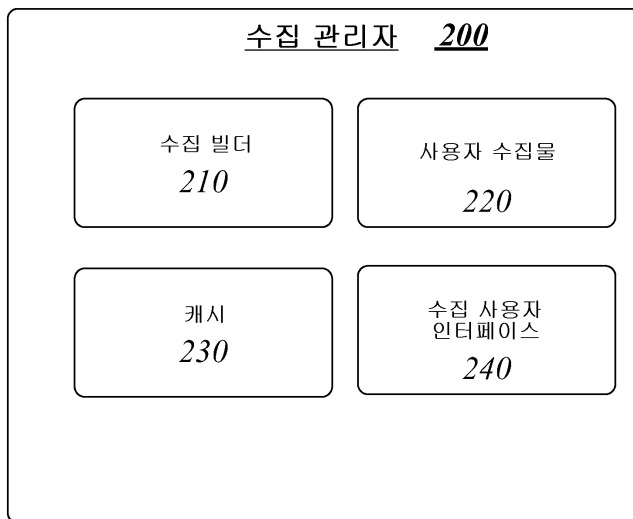 수집 관리자 200
수집 빌더
210
사용자 수집물
220
캐시
230
수집 사용자
인터페이스
240